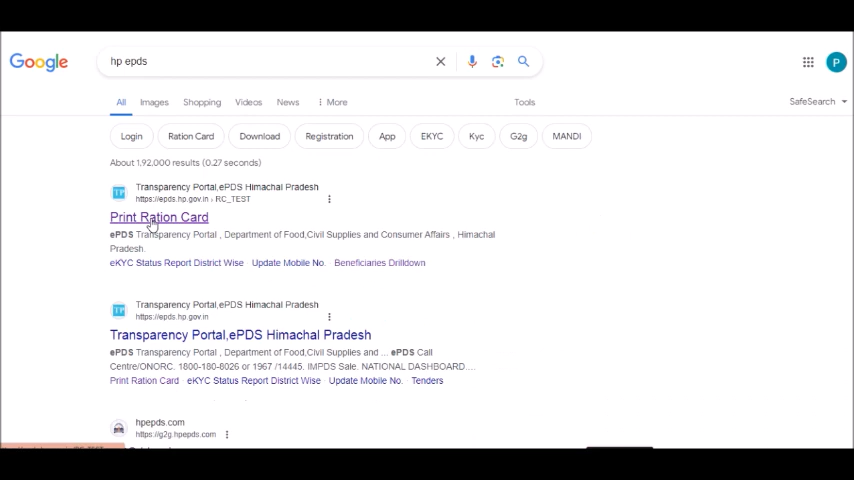 Google
hp epds
P
All Images Shopping Videos News More Tools
SafeSearch
Login Ration Card Download Registration App EKYC Kyc G2g MANDI
About 1,92,000 results (0.27 seconds)
Transparency Portal,ePDS Himachal Pradesh
TP
https://epds.hp.gov.in › RC_TEST
Print Ration Card
ePDS Transparency Portal , Department of Food,Civil Supplies and Consumer Affairs , Himachal
Pradesh.
eKYC Status Report District Wise · Update Mobile No. · Beneficiaries Drilldown
Transparency Portal,ePDS Himachal Pradesh
TP
https://epds.hp.gov.in
Transparency Portal,ePDS Himachal Pradesh
ePDS Transparency Portal , Department of Food,Civil Supplies and ... ePDS Call
Centre/ONORC. 1800-180-8026 or 1967 /14445; IMPDS Sale. NATIONAL DASHBOARD....
Print Ration Card · eKYC Status Report District Wise · Update Mobile No. · Tenders
hpepds.com
https://g2g.hpepds.com